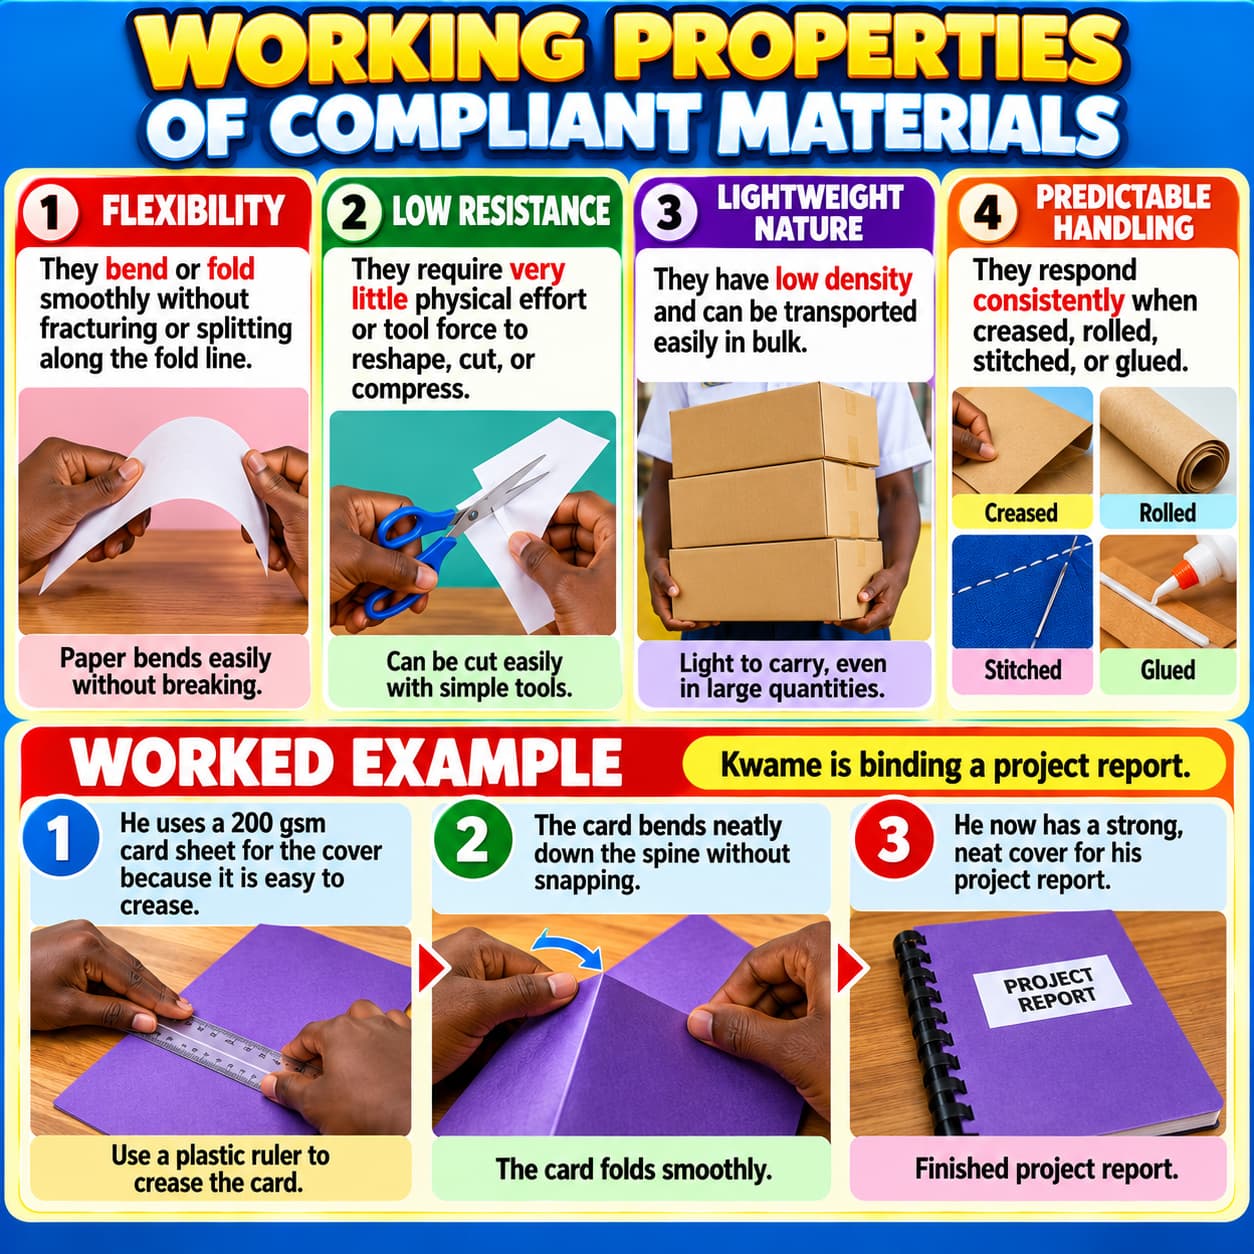 WORKING PROPERTIES
OF COMPLIANT MATERIALS
1 FLEXIBILITY
They bend or fold
smoothly without
fracturing or splitting
along the fold line.
Paper bends easily
without breaking.
2 LOW RESISTANCE
They require very
little physical effort
or tool force to
reshape, cut, or
compress.
Can be cut easily
with simple tools.
3 LIGHTWEIGHT
NATURE
They have low density
and can be transported
easily in bulk.
Light to carry, even
in large quantities.
4 PREDICTABLE
HANDLING
They respond
consistently when
creased, rolled,
stitched, or glued.
Creased
Rolled
Stitched
Glued
WORKED EXAMPLE
Kwame is binding a project report.
1
He uses a 200 gsm
card sheet for the cover
because it is easy to
crease.
Use a plastic ruler to
crease the card.
2
The card bends neatly
down the spine without
snapping.
The card folds smoothly.
3
He now has a strong,
neat cover for his
project report.
PROJECT
REPORT
Finished project report.